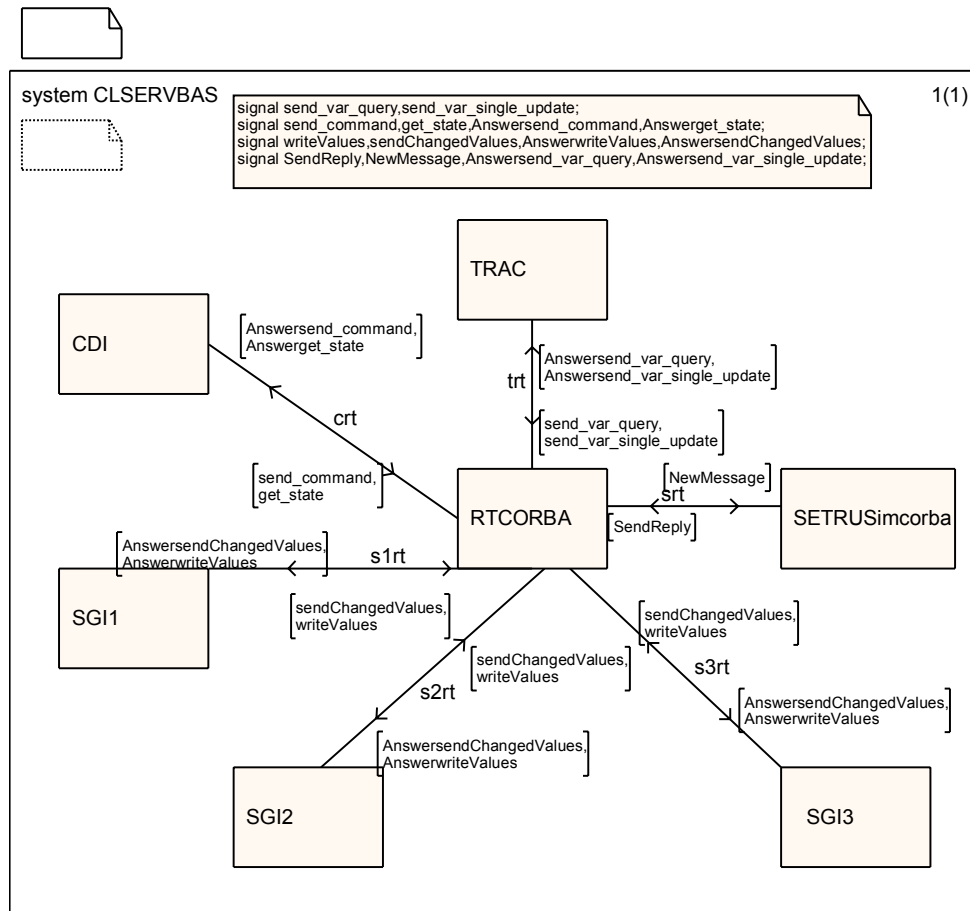 system CLSERVBAS
1(1)
signal send_var_query,send_var_single_update;
signal send_command,get_state,Answersend_command,Answerget_state;
signal writeValues,sendChangedValues,AnswerwriteValues,AnswersendChangedValues;
signal SendReply,NewMessage,Answersend_var_query,Answersend_var_single_update;
TRAC
CDI
Answersend_command,
Answerget_state
Answersend_var_query,
Answersend_var_single_update
trt
crt
send_var_query,
send_var_single_update
send_command,
get_state
NewMessage
srt
RTCORBA
SETRUSimcorba
SendReply
AnswersendChangedValues,
AnswerwriteValues
s1rt
SGI1
sendChangedValues,
writeValues
sendChangedValues,
writeValues
sendChangedValues,
writeValues
s2rt
s3rt
AnswersendChangedValues,
AnswerwriteValues
AnswersendChangedValues,
AnswerwriteValues
SGI2
SGI3